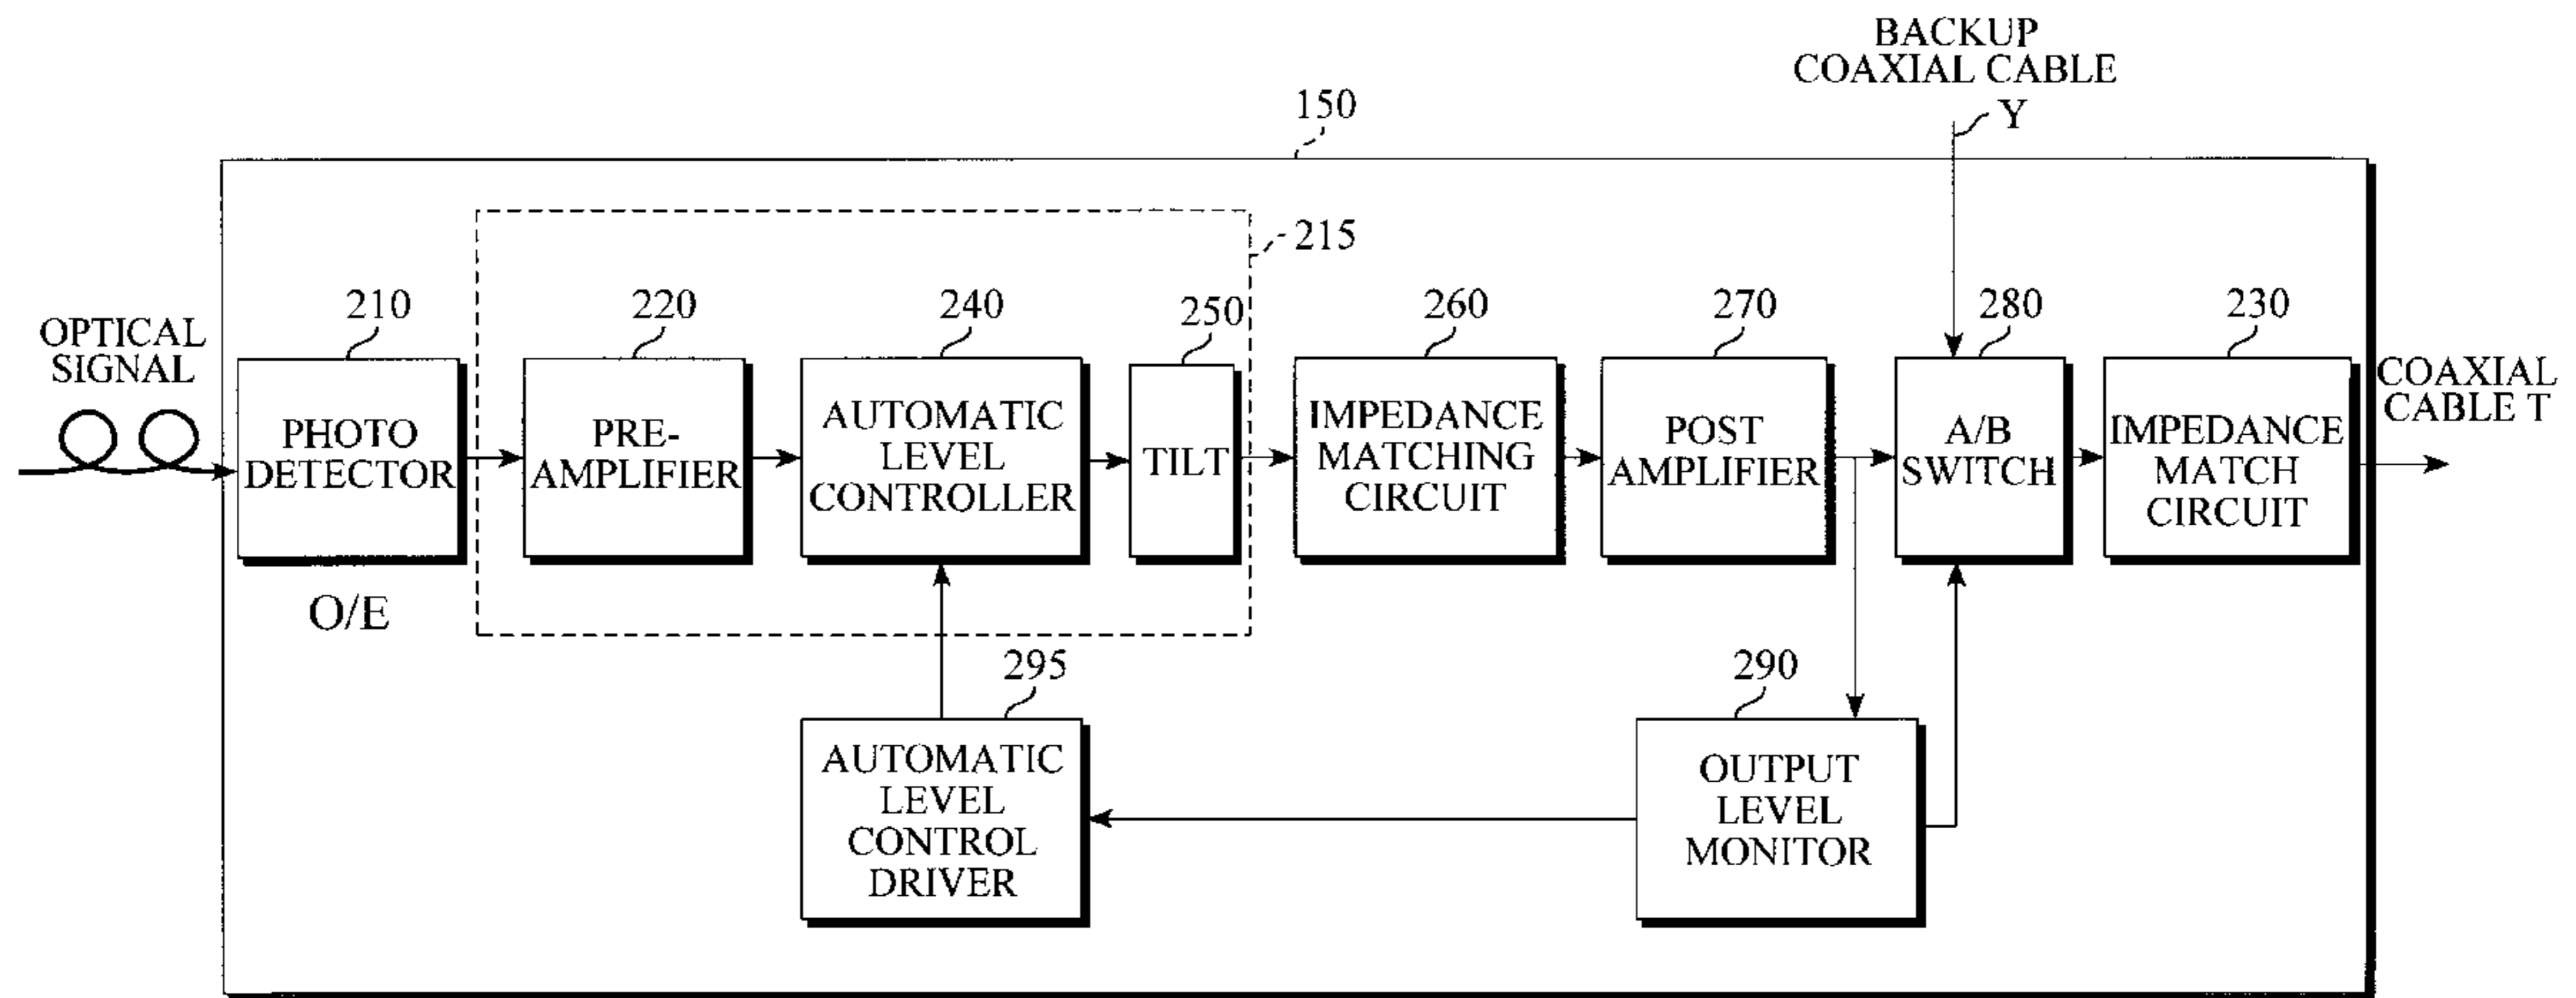 BACKUP
COAXIAL CABLE
Y
150
215
OPTICAL
SIGNAL
210
PHOTO
DETECTOR
O/E
220
PRE-
AMPLIFIER
240
AUTOMATIC
LEVEL
CONTROLLER
250
TILT
260
IMPEDANCE
MATCHING
CIRCUIT
270
POST
AMPLIFIER
280
A/B
SWITCH
230
IMPEDANCE
MATCH
CIRCUIT
COAXIAL
CABLE T
295
AUTOMATIC
LEVEL
CONTROL
DRIVER
290
OUTPUT
LEVEL
MONITOR